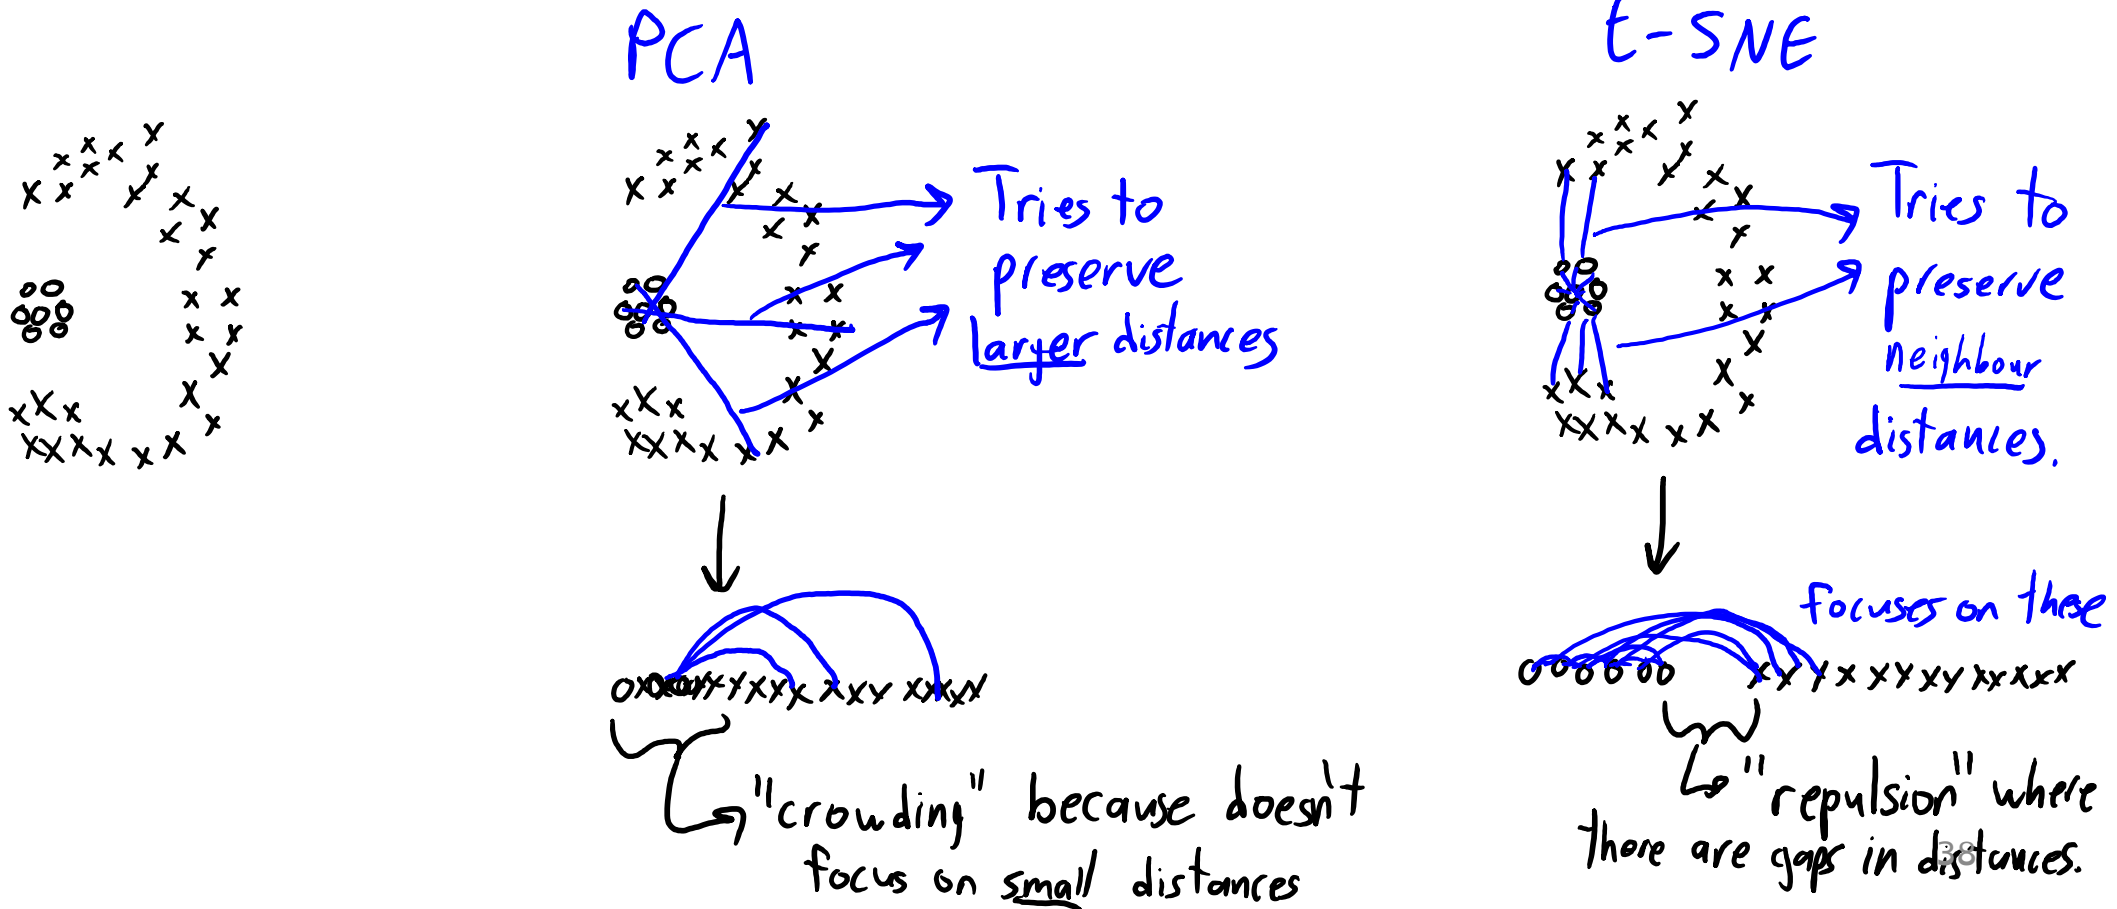 PCA
Tries to
preserve
larger distances
"crowding" because doesn't
focus on small distances
t-SNE
Tries to
preserve
neighbour
distances.
focuses on these
"repulsion" where
there are gaps in distances.
38